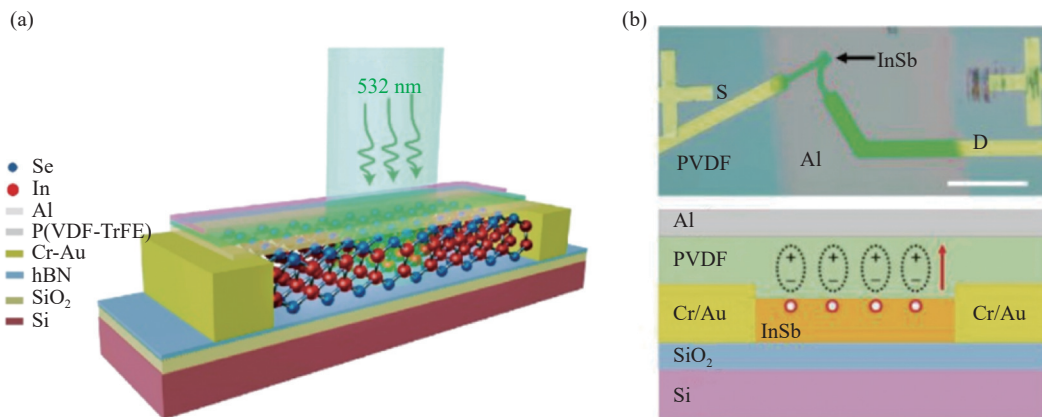 (a)
532 nm
Se
In
Al
P(VDF-TrFE)
Cr-Au
hBN
SiO₂
Si
(b)
InSb
S
D
PVDF
Al
Al
PVDF
+ + + +
− − − −
Cr/Au
Cr/Au
InSb
SiO₂
Si